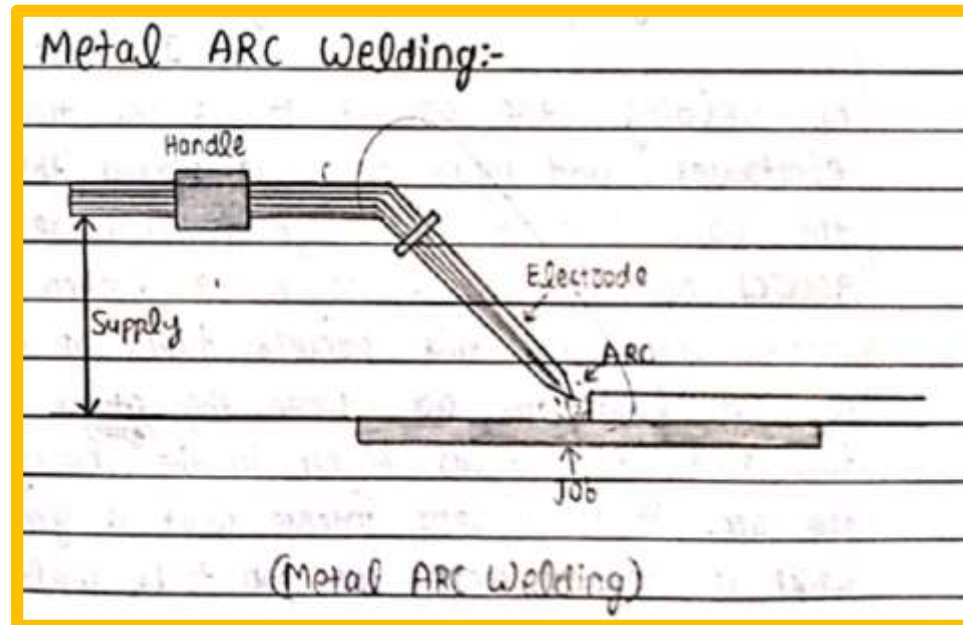 Metal ARC Welding:-
Handle
Electrode
Supply
ARC
Job
(Metal ARC Welding)